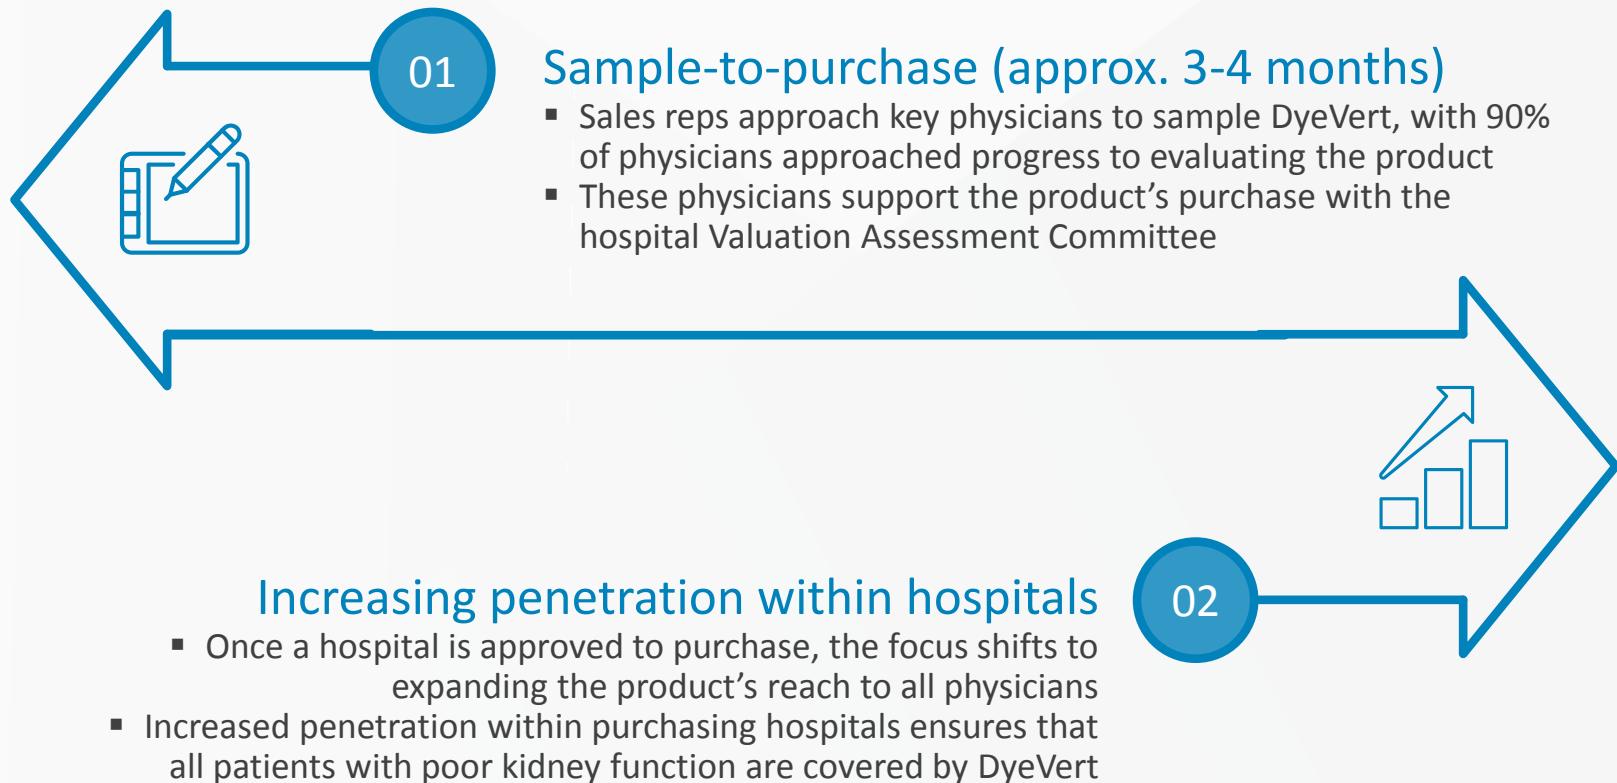 01
Sample-to-purchase (approx. 3-4 months)
▪ Sales reps approach key physicians to sample DyeVert, with 90%
of physicians approached progress to evaluating the product
▪ These physicians support the product’s purchase with the
hospital Valuation Assessment Committee
Increasing penetration within hospitals
02
▪ Once a hospital is approved to purchase, the focus shifts to
expanding the product’s reach to all physicians
▪ Increased penetration within purchasing hospitals ensures that
all patients with poor kidney function are covered by DyeVert